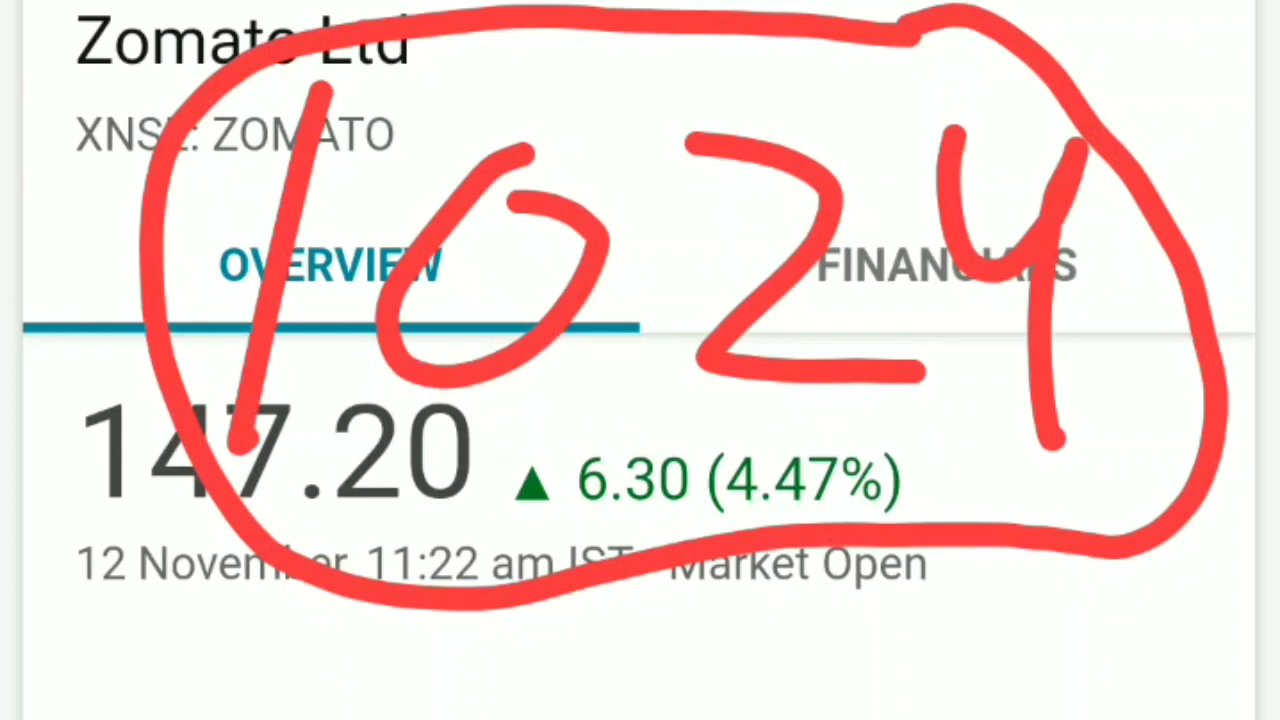 Zomato Ltd
XNSE: ZOMATO
1024
OVERVIEW FINANCIALS
147.20 ▲ 6.30 (4.47%)
12 November, 11:22 am IST · Market Open